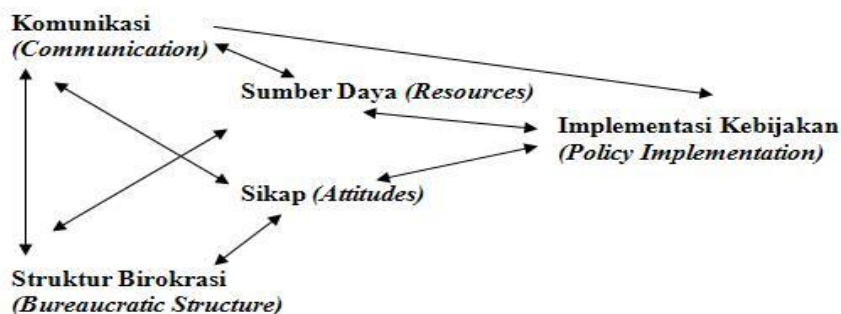 Komunikasi
(Communication)
Sumber Daya (Resources)
Implementasi Kebijakan
(Policy Implementation)
Sikap (Attitudes)
Struktur Birokrasi
(Bureaucratic Structure)